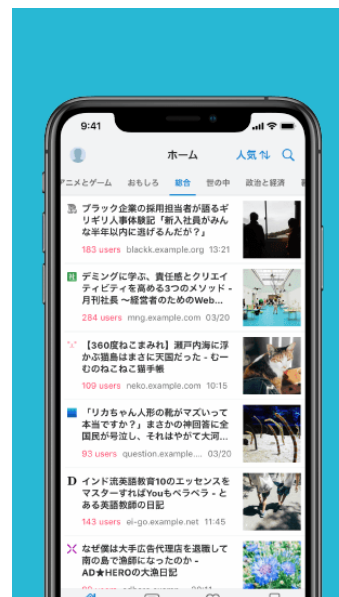 9:41
ホーム
人気
アニメとゲーム おもしろ 総合 世の中 政治と経済
ブラック企業の採用担当者が語るギ
リギリ人事体験記「新入社員がみん
な半年以内に逃げるんだが？」
183 users blackk.example.org 13:21
デミングに学ぶ、責任感とクリエイ
ティビティを高める3つのメソッド -
月刊社長 〜経営者のためのWeb...
284 users mng.example.com 03/20
【360度ねこまみれ】瀬戸内海に浮
かぶ猫島はまさに天国だった - むー
むのねこねこ猫手帳
109 users neko.example.com 10:15
「リカちゃん人形の靴がマズいって
本当ですか？」まさかの神回答に全
国民が号泣し、それはやがて大河...
93 users question.example.... 03/20
D インド流英語教育10のエッセンスを
マスターすればYouもペラペラ - と
ある英語教師の日記
143 users ei-go.example.net 11:45
なぜ僕は大手広告代理店を退職して
南の島で漁師になったのか -
AD★HEROの大漁日記